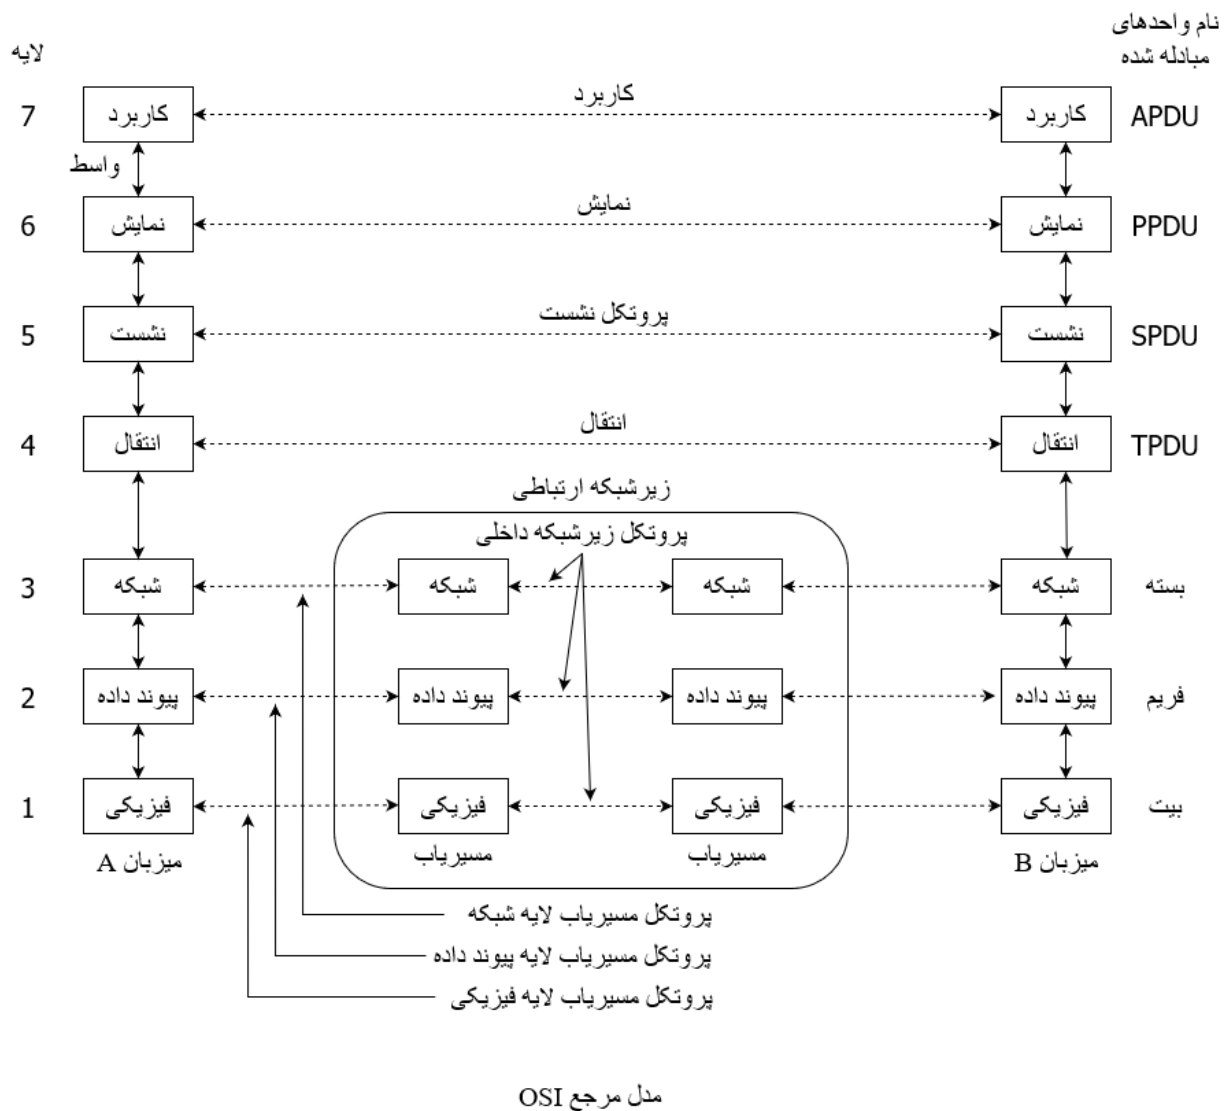 نام واحدهای
مبادله شده
لایه
کاربرد
7
کاربرد
کاربرد
APDU
واسط
نمایش
6
نمایش
نمایش
PPDU
پروتکل نشست
5
نشست
نشست
SPDU
انتقال
4
انتقال
انتقال
TPDU
زیرشبکه ارتباطی
پروتکل زیرشبکه داخلی
3
شبکه
شبکه
شبکه
شبکه
بسته
2
پیوند داده
پیوند داده
پیوند داده
پیوند داده
فریم
1
فیزیکی
فیزیکی
فیزیکی
فیزیکی
بیت
میزبان A
مسیریاب
مسیریاب
میزبان B
پروتکل مسیریاب لایه شبکه
پروتکل مسیریاب لایه پیوند داده
پروتکل مسیریاب لایه فیزیکی
مدل مرجع OSI